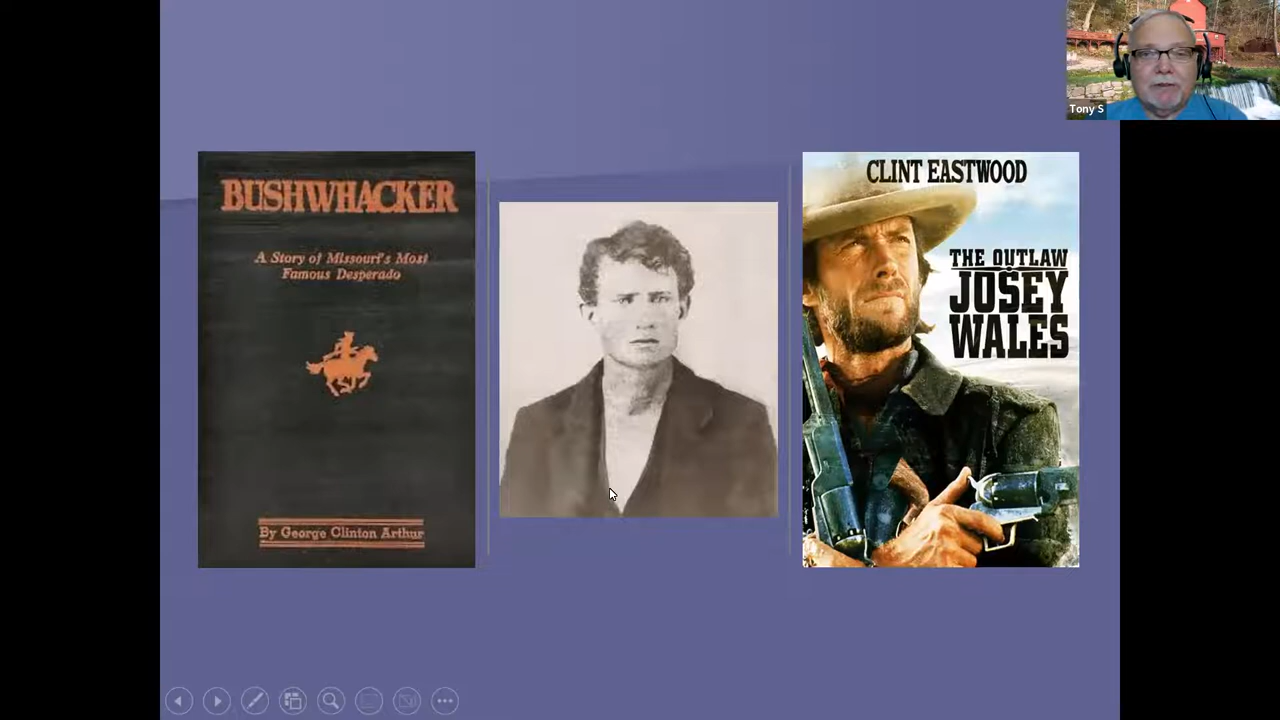 Tony S
BUSHWHACKER
A Story of Missouri's Most
Famous Desperado
By George Clinton Arthur
CLINT EASTWOOD
THE OUTLAW
JOSEY
WALES